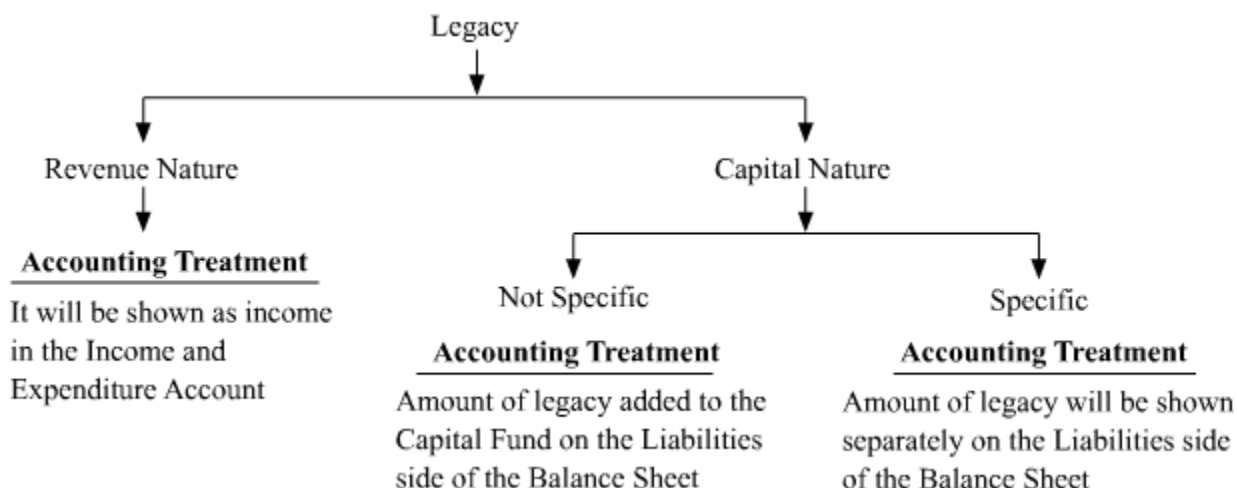 Legacy
Revenue Nature
Capital Nature
Accounting Treatment
It will be shown as income
in the Income and
Expenditure Account
Not Specific
Accounting Treatment
Amount of legacy added to the
Capital Fund on the Liabilities
side of the Balance Sheet
Specific
Accounting Treatment
Amount of legacy will be shown
separately on the Liabilities side
of the Balance Sheet